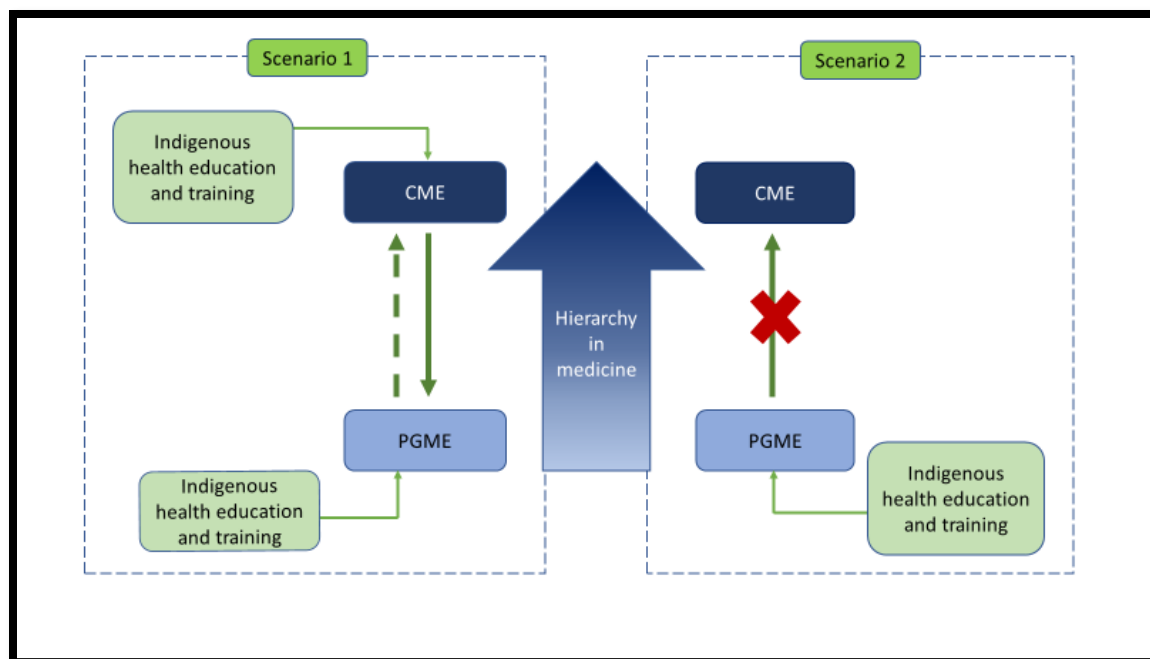 Scenario 1
Indigenous
health education
and training
CME
PGME
Indigenous
health education
and training
Hierarchy
in
medicine
Scenario 2
CME
PGME
Indigenous
health education
and training